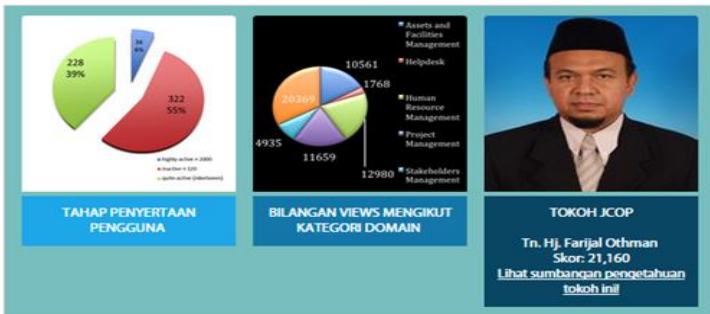 228
39%
36
6%
322
55%
highly active > 2000
inactive < 120
quite active (inbetween)
TAHAP PENYERTAAN
PENGGUNA
10561
1768
20369
4935
11659
12980
Assets and
Facilities
Management
Helpdesk
Human
Resource
Management
Project
Management
Stakeholders
Management
BILANGAN VIEWS MENGIKUT
KATEGORI DOMAIN
TOKOH JCOP
Tn. Hj. Farijal Othman
Skor: 21,160
Lihat sumbangan pengetahuan
tokoh ini!